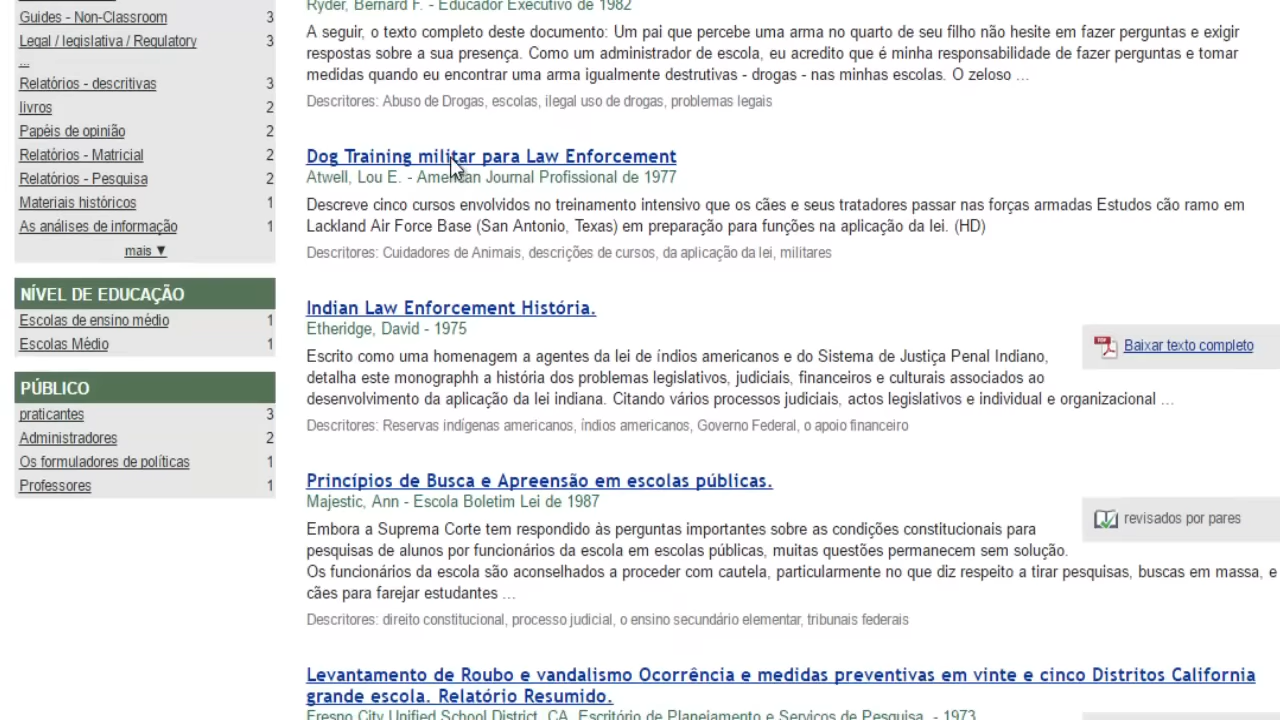 Guides - Non-Classroom 3
Legal / legislativa / Regulatory 3
...
Relatórios - descritivas 3
livros 2
Papéis de opinião 2
Relatórios - Matricial 2
Relatórios - Pesquisa 2
Materiais históricos 1
As análises de informação 1
mais ▼
NÍVEL DE EDUCAÇÃO
Escolas de ensino médio 1
Escolas Médio 1
PÚBLICO
praticantes 3
Administradores 2
Os formuladores de políticas 1
Professores 1
Ryder, Bernard F. - Educador Executivo de 1982
A seguir, o texto completo deste documento: Um pai que percebe uma arma no quarto de seu filho não hesite em fazer perguntas e exigir
respostas sobre a sua presença. Como um administrador de escola, eu acredito que é minha responsabilidade de fazer perguntas e tomar
medidas quando eu encontrar uma arma igualmente destrutivas - drogas - nas minhas escolas. O zeloso ...
Descritores: Abuso de Drogas, escolas, ilegal uso de drogas, problemas legais
Dog Training militar para Law Enforcement
Atwell, Lou E. - American Journal Profissional de 1977
Descreve cinco cursos envolvidos no treinamento intensivo que os cães e seus tratadores passar nas forças armadas Estudos cão ramo em
Lackland Air Force Base (San Antonio, Texas) em preparação para funções na aplicação da lei. (HD)
Descritores: Cuidadores de Animais, descrições de cursos, da aplicação da lei, militares
Indian Law Enforcement História.
Etheridge, David - 1975
Escrito como uma homenagem a agentes da lei de índios americanos e do Sistema de Justiça Penal Indiano,
detalha este monographh a história dos problemas legislativos, judiciais, financeiros e culturais associados ao
desenvolvimento da aplicação da lei indiana. Citando vários processos judiciais, actos legislativos e individual e organizacional ...
Descritores: Reservas indígenas americanos, índios americanos, Governo Federal, o apoio financeiro
Baixar texto completo
Princípios de Busca e Apreensão em escolas públicas.
Majestic, Ann - Escola Boletim Lei de 1987
Embora a Suprema Corte tem respondido às perguntas importantes sobre as condições constitucionais para
pesquisas de alunos por funcionários da escola em escolas públicas, muitas questões permanecem sem solução.
Os funcionários da escola são aconselhados a proceder com cautela, particularmente no que diz respeito a tirar pesquisas, buscas em massa, e
cães para farejar estudantes ...
Descritores: direito constitucional, processo judicial, o ensino secundário elementar, tribunais federais
revisados por pares
Levantamento de Roubo e vandalismo Ocorrência e medidas preventivas em vinte e cinco Distritos California
grande escola. Relatório Resumido.
Fresno City Unified School District, CA. Escritório de Planejamento e Serviços de Pesquisa. - 1973